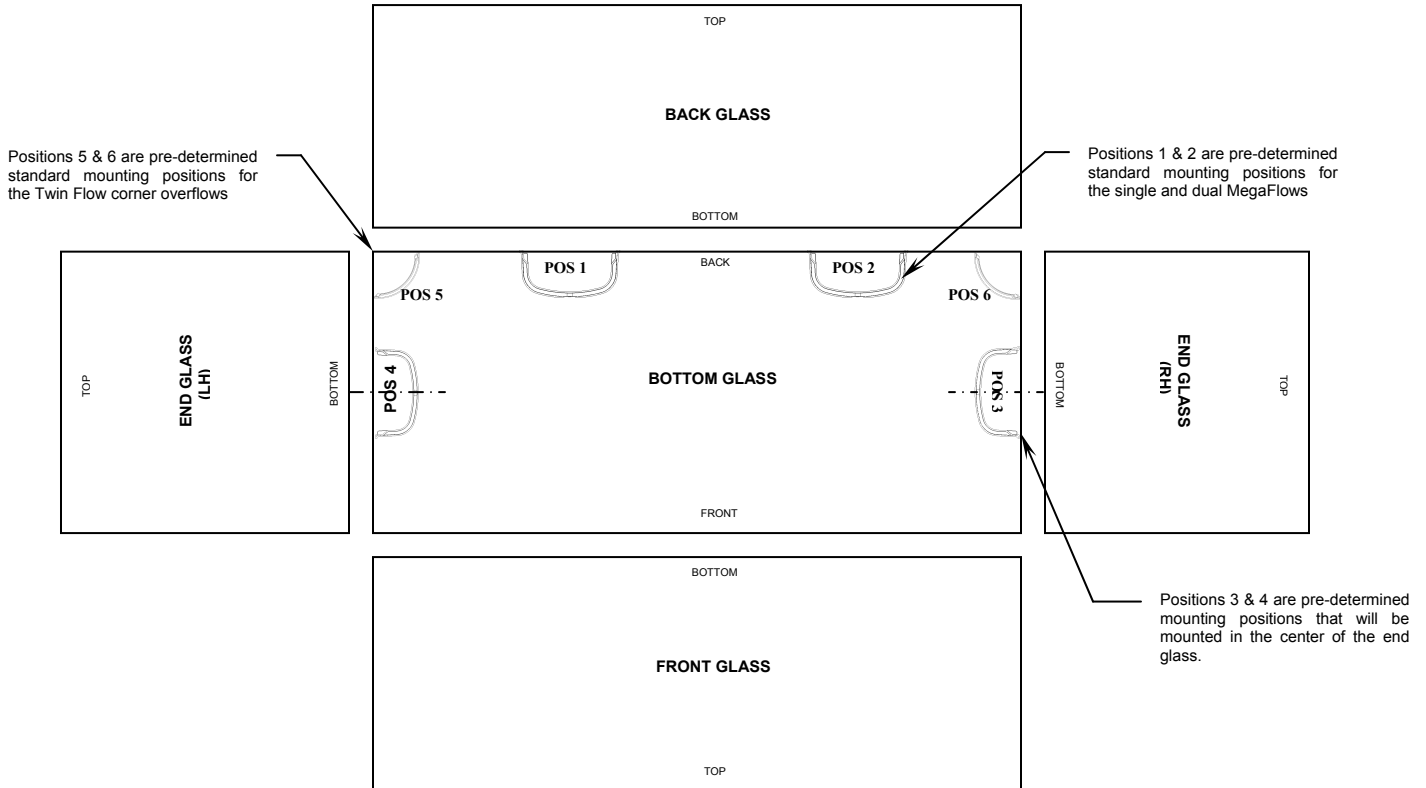 TOP
BACK GLASS
Positions 5 & 6 are pre-determined
standard mounting positions for
the Twin Flow corner overflows
Positions 1 & 2 are pre-determined
standard mounting positions for
the single and dual MegaFlows
BOTTOM
BACK
POS 1
POS 2
POS 5
POS 6
TOP
END GLASS
(LH)
BOTTOM
POS 4
BOTTOM GLASS
POS 3
BOTTOM
END GLASS
(RH)
TOP
FRONT
BOTTOM
Positions 3 & 4 are pre-determined
mounting positions that will be
mounted in the center of the end
glass.
FRONT GLASS
TOP